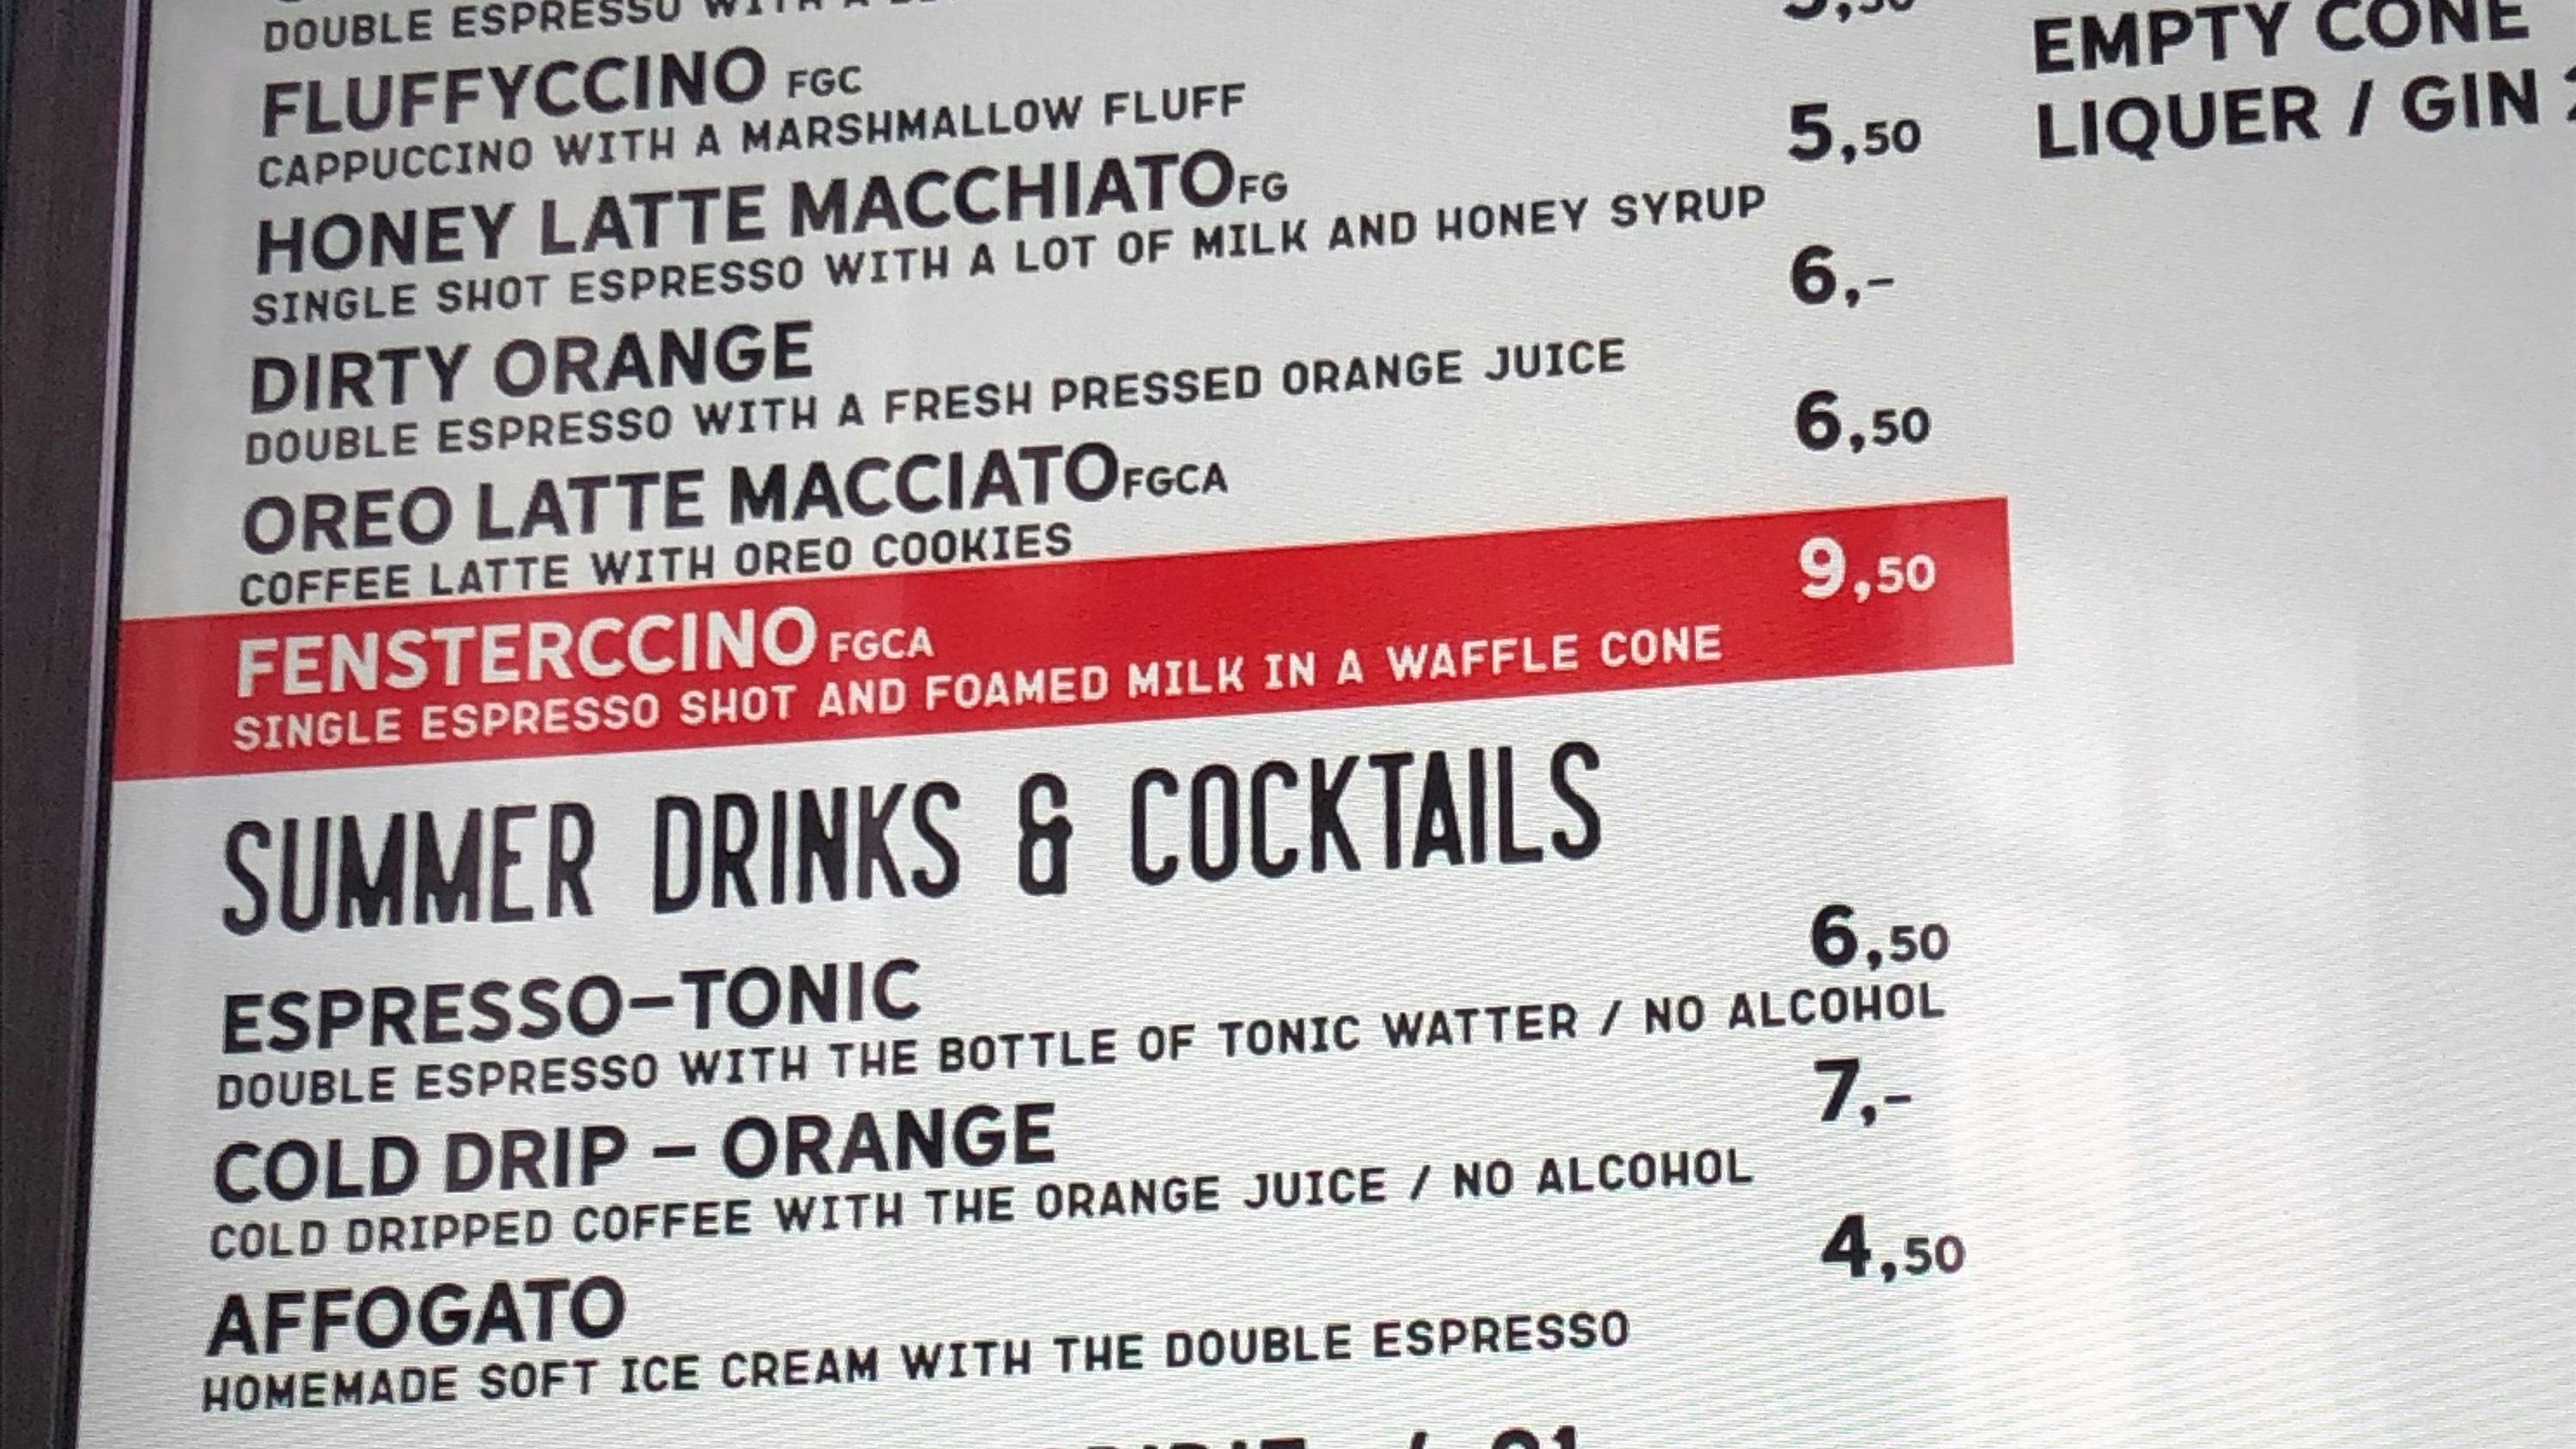 DOUBLE ESPRESSO WITH A
FLUFFYCCINO FGC
CAPPUCCINO WITH A MARSHMALLOW FLUFF
5,50
HONEY LATTE MACCHIATO FG
SINGLE SHOT ESPRESSO WITH A LOT OF MILK AND HONEY SYRUP
6,-
DIRTY ORANGE
DOUBLE ESPRESSO WITH A FRESH PRESSED ORANGE JUICE
6,50
OREO LATTE MACCIATO FGCA
COFFEE LATTE WITH OREO COOKIES
9,50
FENSTERCCINO FGCA
SINGLE ESPRESSO SHOT AND FOAMED MILK IN A WAFFLE CONE
SUMMER DRINKS & COCKTAILS
6,50
ESPRESSO-TONIC
DOUBLE ESPRESSO WITH THE BOTTLE OF TONIC WATTER / NO ALCOHOL
7,-
COLD DRIP - ORANGE
COLD DRIPPED COFFEE WITH THE ORANGE JUICE / NO ALCOHOL
4,50
AFFOGATO
HOMEMADE SOFT ICE CREAM WITH THE DOUBLE ESPRESSO
EMPTY CONE
LIQUER / GIN